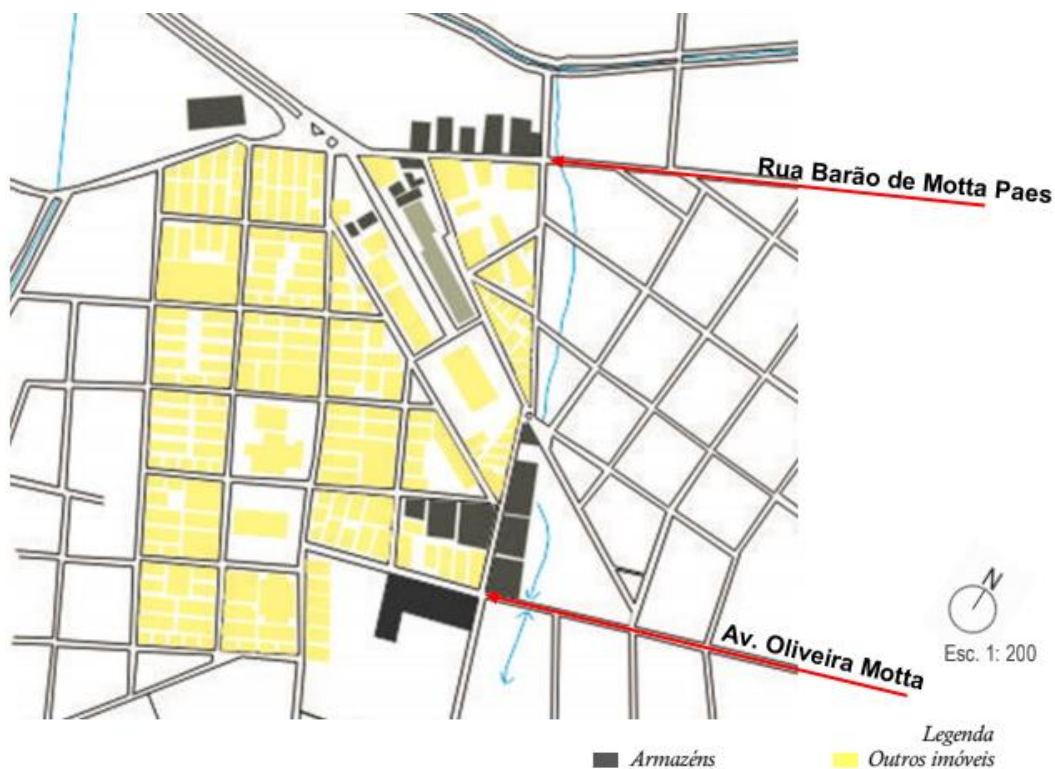 Rua Barão de Motta Paes
Av. Oliveira Motta
N
Esc. 1: 200
Legenda
Armazéns
Outros imóveis